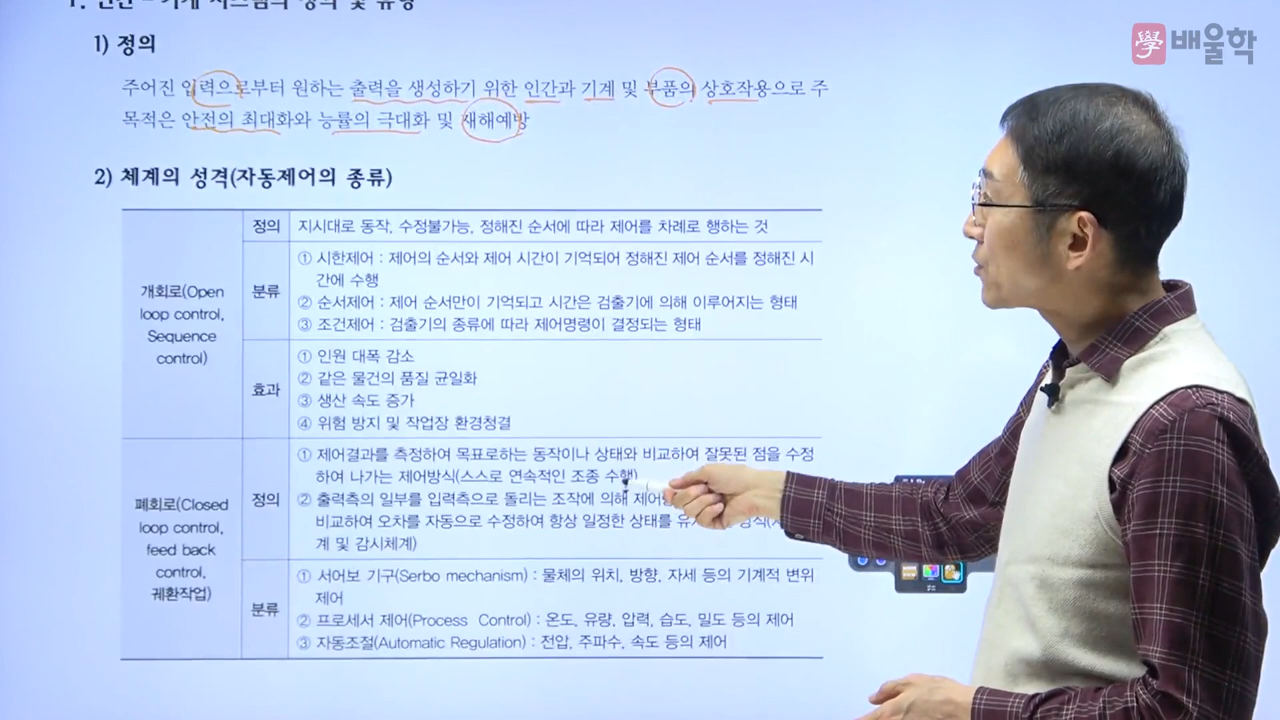 1. 인간 – 기계 시스템의 정의 및 유형
學 배울학
1) 정의
주어진 입력으로부터 원하는 출력을 생성하기 위한 인간과 기계 및 부품의 상호작용으로 주
목적은 안전의 최대화와 능률의 극대화 및 재해예방
2) 체계의 성격(자동제어의 종류)
개회로(Open
loop control,
Sequence
control)
정의
지시대로 동작, 수정불가능, 정해진 순서에 따라 제어를 차례로 행하는 것
분류
① 시한제어 : 제어의 순서와 제어 시간이 기억되어 정해진 제어 순서를 정해진 시
간에 수행
② 순서제어 : 제어 순서만이 기억되고 시간은 검출기에 의해 이루어지는 형태
③ 조건제어 : 검출기의 종류에 따라 제어명령이 결정되는 형태
효과
① 인원 대폭 감소
② 같은 물건의 품질 균일화
③ 생산 속도 증가
④ 위험 방지 및 작업장 환경청결
폐회로(Closed
loop control,
feed back
control,
궤환작업)
정의
① 제어결과를 측정하여 목표로하는 동작이나 상태와 비교하여 잘못된 점을 수정
하여 나가는 제어방식(스스로 연속적인 조종 수행)
② 출력측의 일부를 입력측으로 돌리는 조작에 의해
비교하여 오차를 자동으로 수정하여 항상 일정한 상태를
계 및 감시체계)
분류
① 서어보 기구(Serbo mechanism) : 물체의 위치, 방향, 자세 등의 기계적 변위
제어
② 프로세서 제어(Process Control) : 온도, 유량, 압력, 습도, 밀도 등의 제어
③ 자동조절(Automatic Regulation) : 전압, 주파수, 속도 등의 제어